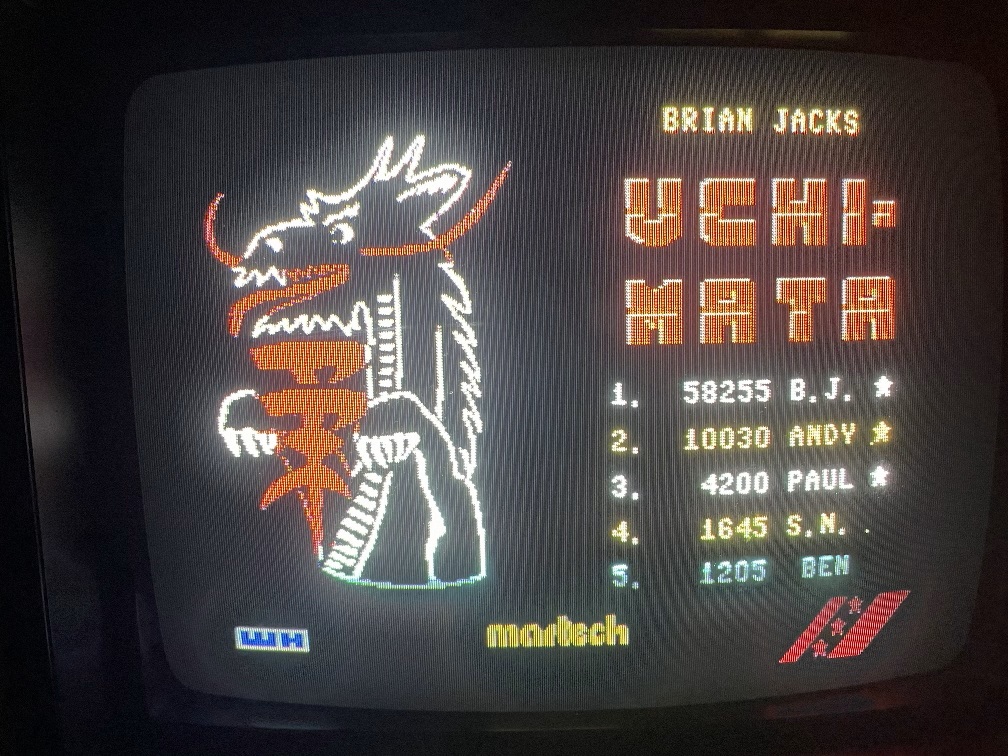 BRIAN JACKS
UCHI-
MATA
1. 58255 B.J. ★
2. 10030 ANDY ★
3. 4200 PAUL ★
4. 1645 S.N. .
5. 1205 BEN
WH
martech